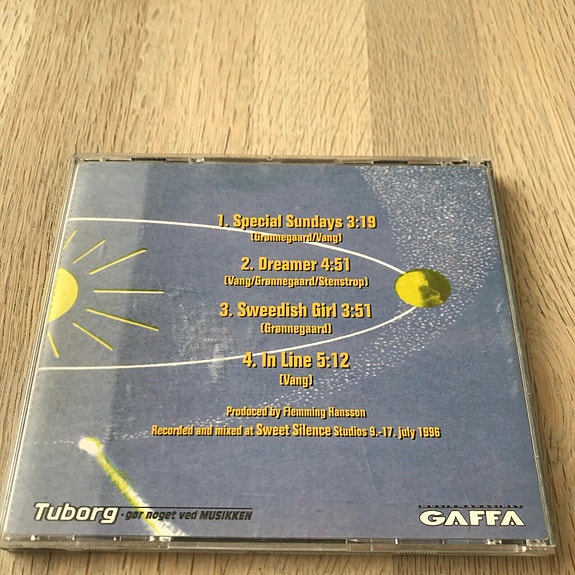 1. Special Sundays 3:19
(Grønnegaard/Vang)
2. Dreamer 4:51
(Vang/Grønnegaard/Stenstrop)
3. Sweedish Girl 3:51
(Grønnegaard)
4. In Line 5:12
(Vang)
Produced by Flemming Hansson
Recorded and mixed at Sweet Silence Studios 9.-17. july 1996
Tuborg - gør noget ved MUSIKKEN
MUSIKMAGASINET
GAFFA